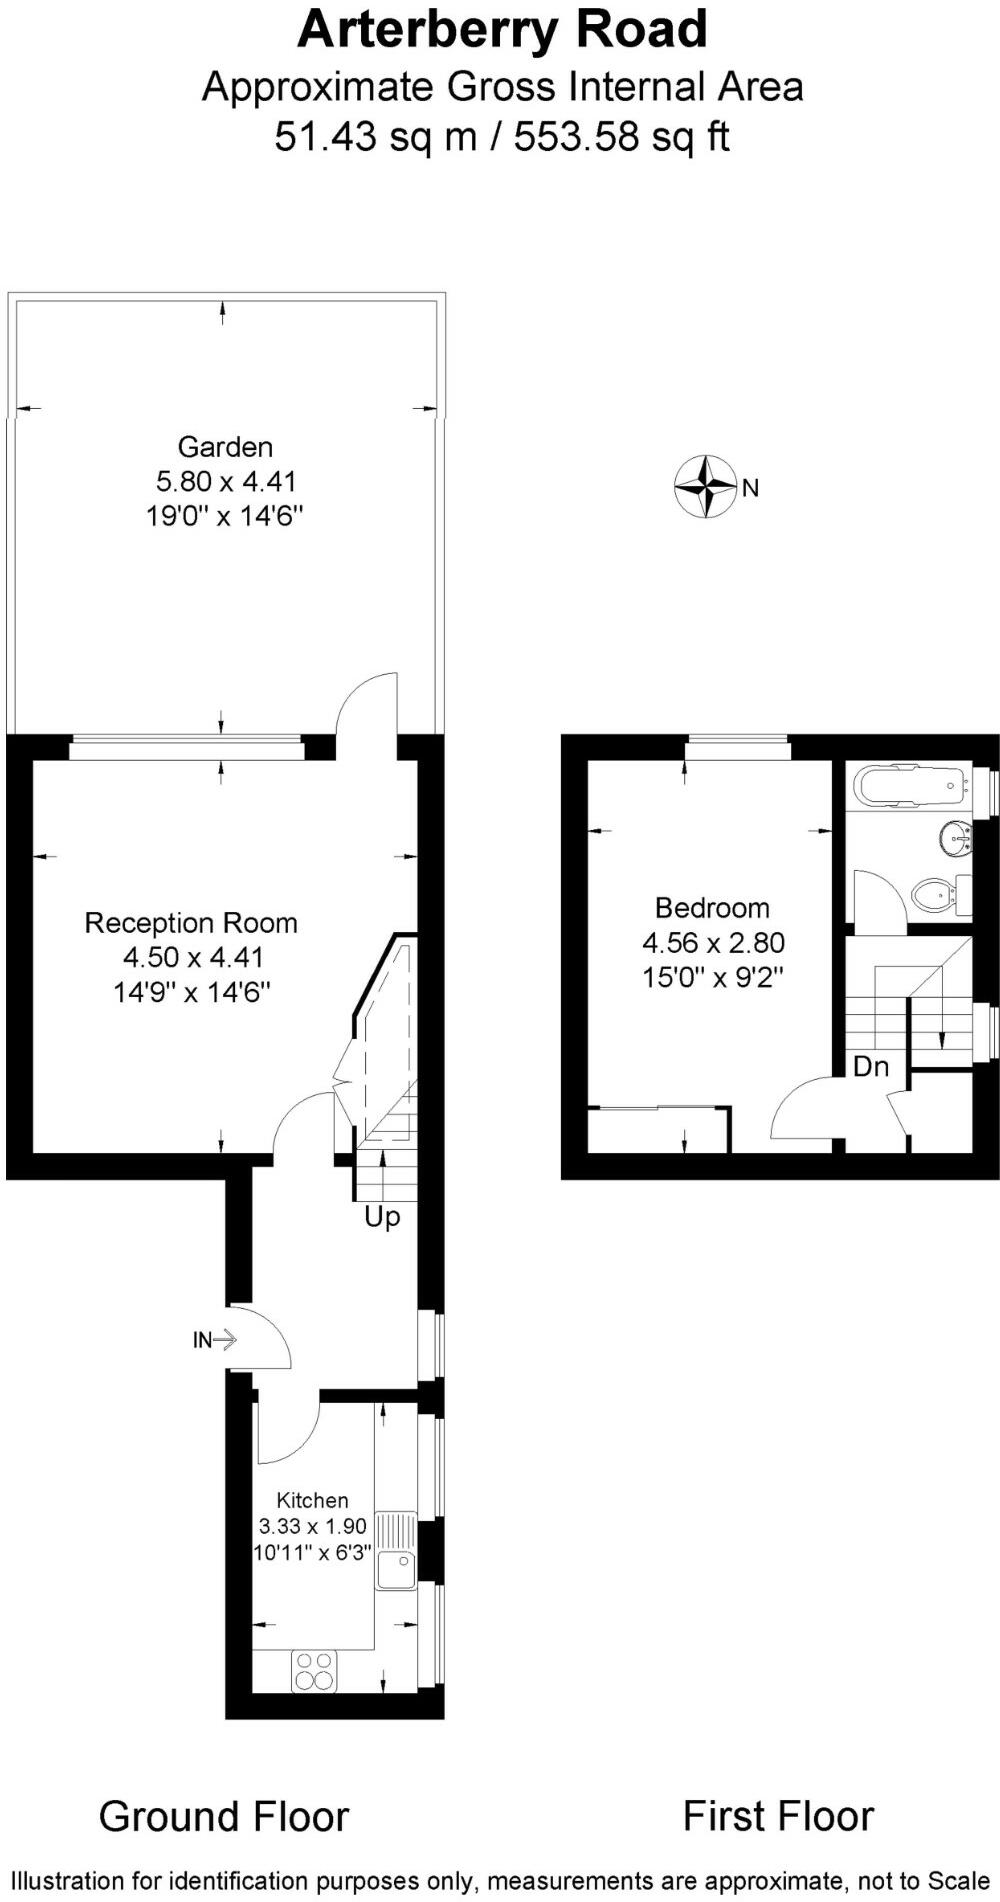 Arterberry Road
Approximate Gross Internal Area
51.43 sq m / 553.58 sq ft
Garden
5.80 x 4.41
19'0" x 14'6"
N
Reception Room
4.50 x 4.41
14'9" x 14'6"
Up
IN
Kitchen
3.33 x 1.90
10'11" x 6'3"
Bedroom
4.56 x 2.80
15'0" x 9'2"
Dn
Ground Floor
First Floor
Illustration for identification purposes only, measurements are approximate, not to Scale